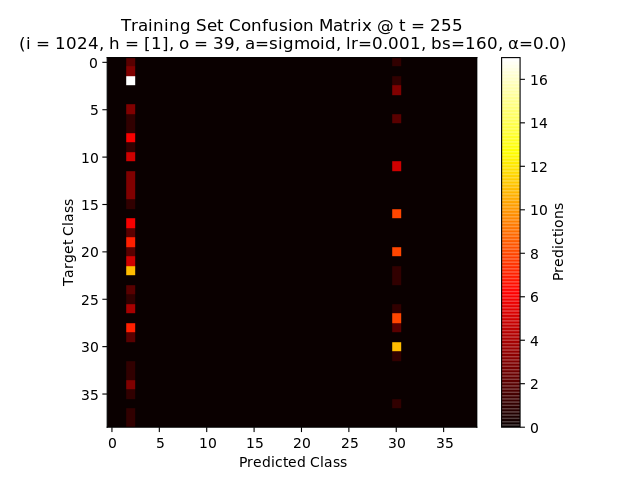 Training Set Confusion Matrix @ t = 255
(i = 1024, h = [1], o = 39, a=sigmoid, lr=0.001, bs=160, α=0.0)
0
5
10
15
20
25
30
35
Target Class
0 5 10 15 20 25 30 35
Predicted Class
16
14
12
10
8
6
4
2
0
Predictions